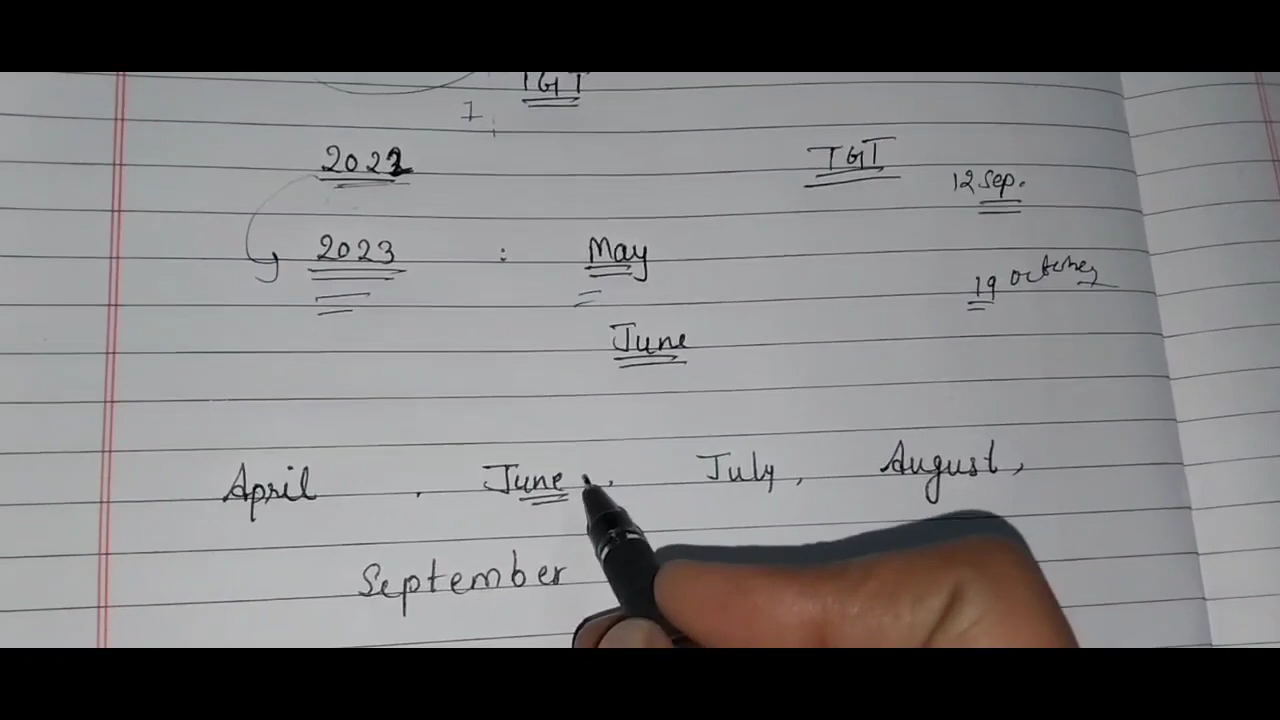 TGT
2022 TGT
12 Sep.
2023 : May
19 October
June
April , June , July , August ,
September